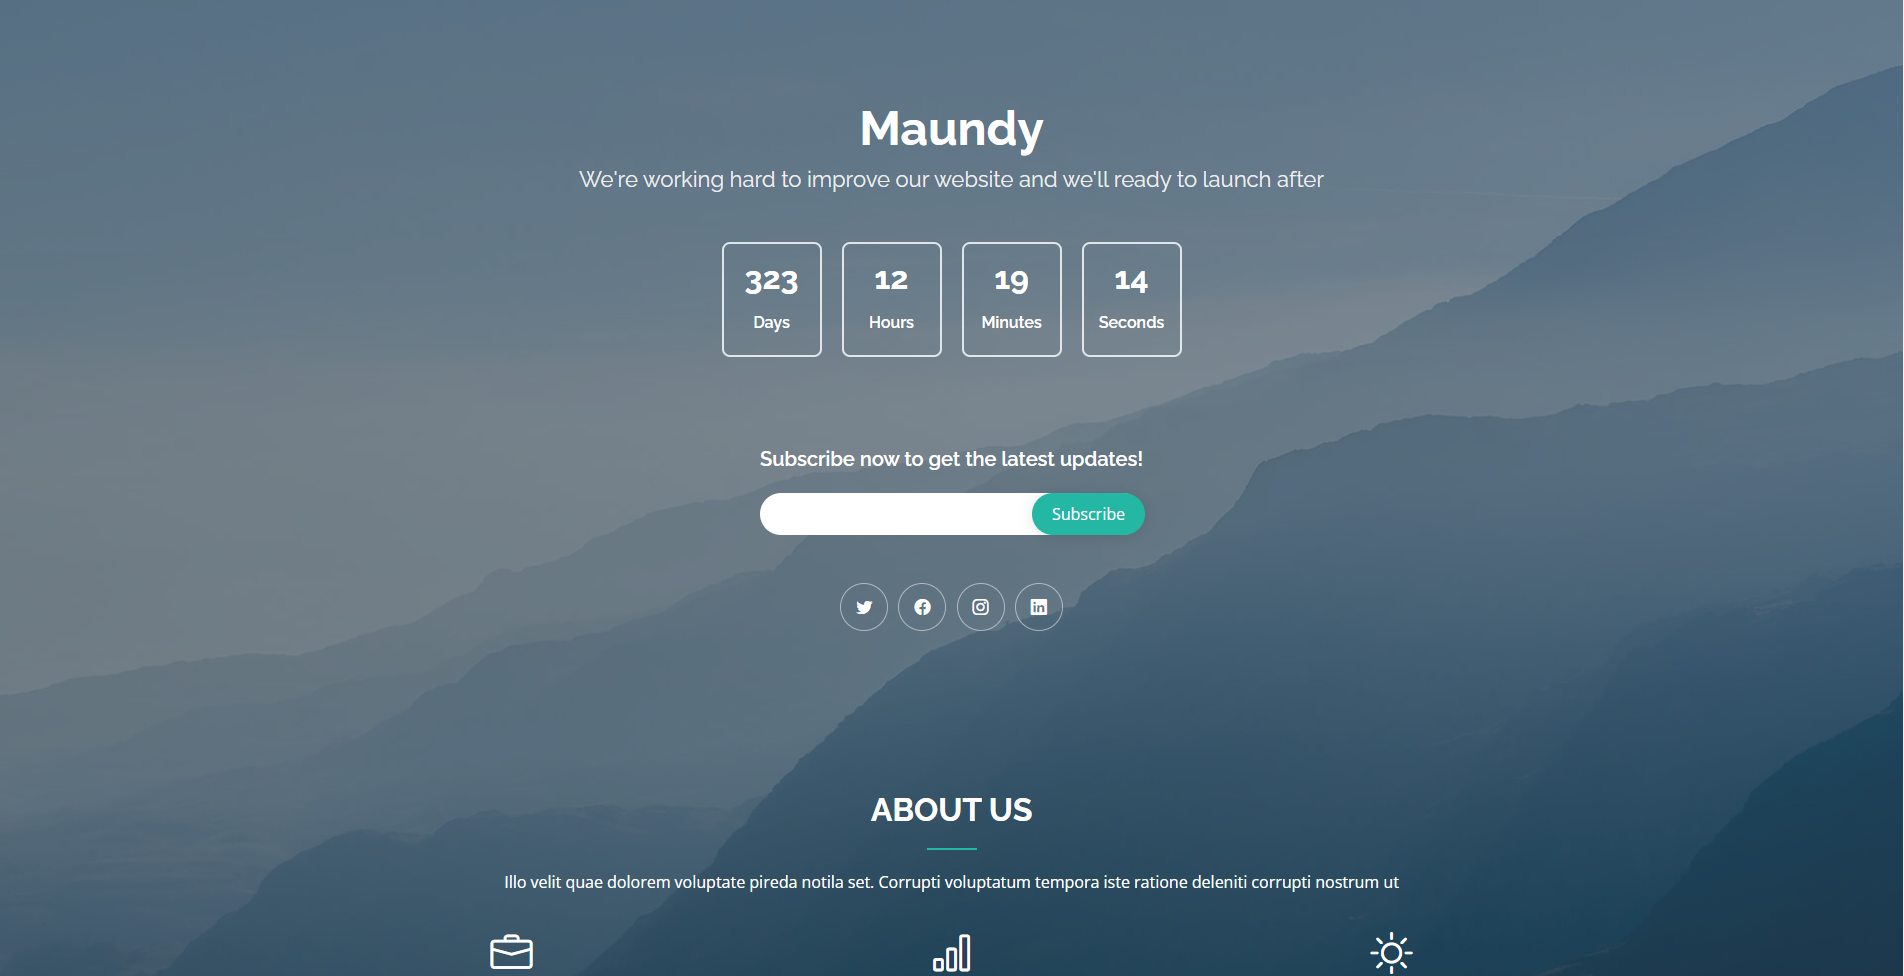 Maundy
We're working hard to improve our website and we'll ready to launch after
323 12 19 14
Days Hours Minutes Seconds
Subscribe now to get the latest updates!
Subscribe
ABOUT US
Illo velit quae dolorem voluptate pireda notila set. Corrupti voluptatum tempora iste ratione deleniti corrupti nostrum ut